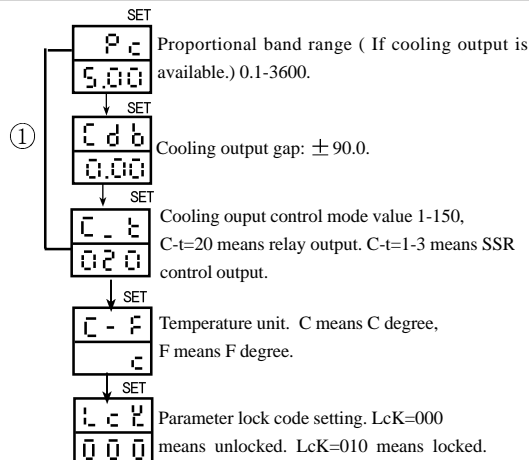 SET
Pc
5.00
Proportional band range ( If cooling output is
available.) 0.1-3600.
SET
①
Cdb
0.00
Cooling output gap: ±90.0.
SET
C_t
020
Cooling ouput control mode value 1-150,
C-t=20 means relay output. C-t=1-3 means SSR
control output.
SET
C-F
c
Temperature unit. C means C degree,
F means F degree.
SET
LcK
000
Parameter lock code setting. LcK=000
means unlocked. LcK=010 means locked.